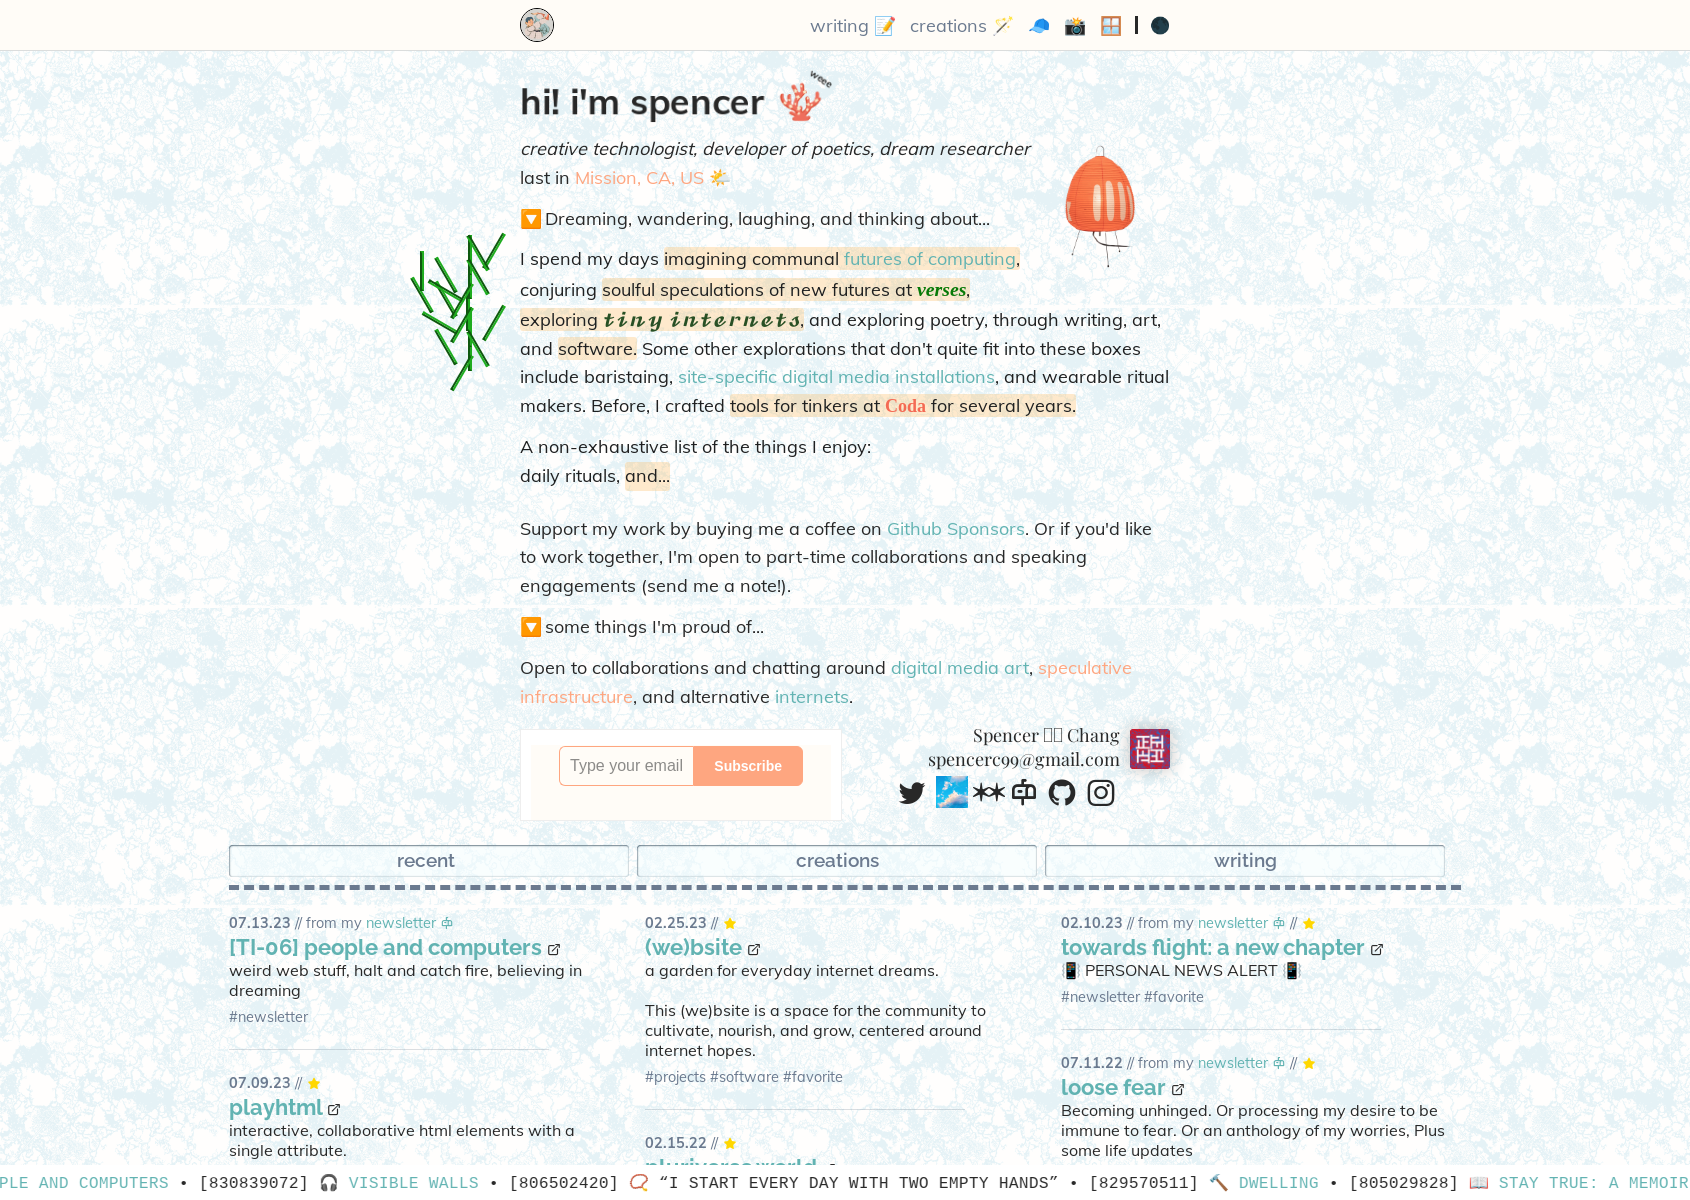 writing 📝 creations 🪄 🧢 📸 🪟 | 🌑
hi! i'm spencer
weee
creative technologist, developer of poetics, dream researcher
last in Mission, CA, US 🌤️
🔽 Dreaming, wandering, laughing, and thinking about...
I spend my days imagining communal futures of computing,
conjuring soulful speculations of new futures at verses,
exploring tiny internets, and exploring poetry, through writing, art,
and software. Some other explorations that don't quite fit into these boxes
include baristaing, site-specific digital media installations, and wearable ritual
makers. Before, I crafted tools for tinkers at Coda for several years.
A non-exhaustive list of the things I enjoy:
daily rituals, and...
Support my work by buying me a coffee on Github Sponsors. Or if you'd like
to work together, I'm open to part-time collaborations and speaking
engagements (send me a note!).
🔽 some things I'm proud of...
Open to collaborations and chatting around digital media art, speculative
infrastructure, and alternative internets.
Type your email
Subscribe
Spencer Chang
spencerc99@gmail.com
recent
creations
writing
07.13.23 // from my newsletter
[TI-06] people and computers
weird web stuff, halt and catch fire, believing in
dreaming
#newsletter
07.09.23 // ⭐
playhtml
interactive, collaborative html elements with a
single attribute.
02.25.23 // ⭐
(we)bsite
a garden for everyday internet dreams.
This (we)bsite is a space for the community to
cultivate, nourish, and grow, centered around
internet hopes.
#projects #software #favorite
02.15.22 // ⭐
pluriverse.world
02.10.23 // from my newsletter // ⭐
towards flight: a new chapter
📳 PERSONAL NEWS ALERT 📳
#newsletter #favorite
07.11.22 // from my newsletter // ⭐
loose fear
Becoming unhinged. Or processing my desire to be
immune to fear. Or an anthology of my worries, Plus
some life updates
PLE AND COMPUTERS • [830839072] 🎧 VISIBLE WALLS • [806502420] 📿 “I START EVERY DAY WITH TWO EMPTY HANDS” • [829570511] 🔨 DWELLING • [805029828] 📖 STAY TRUE: A MEMOIR